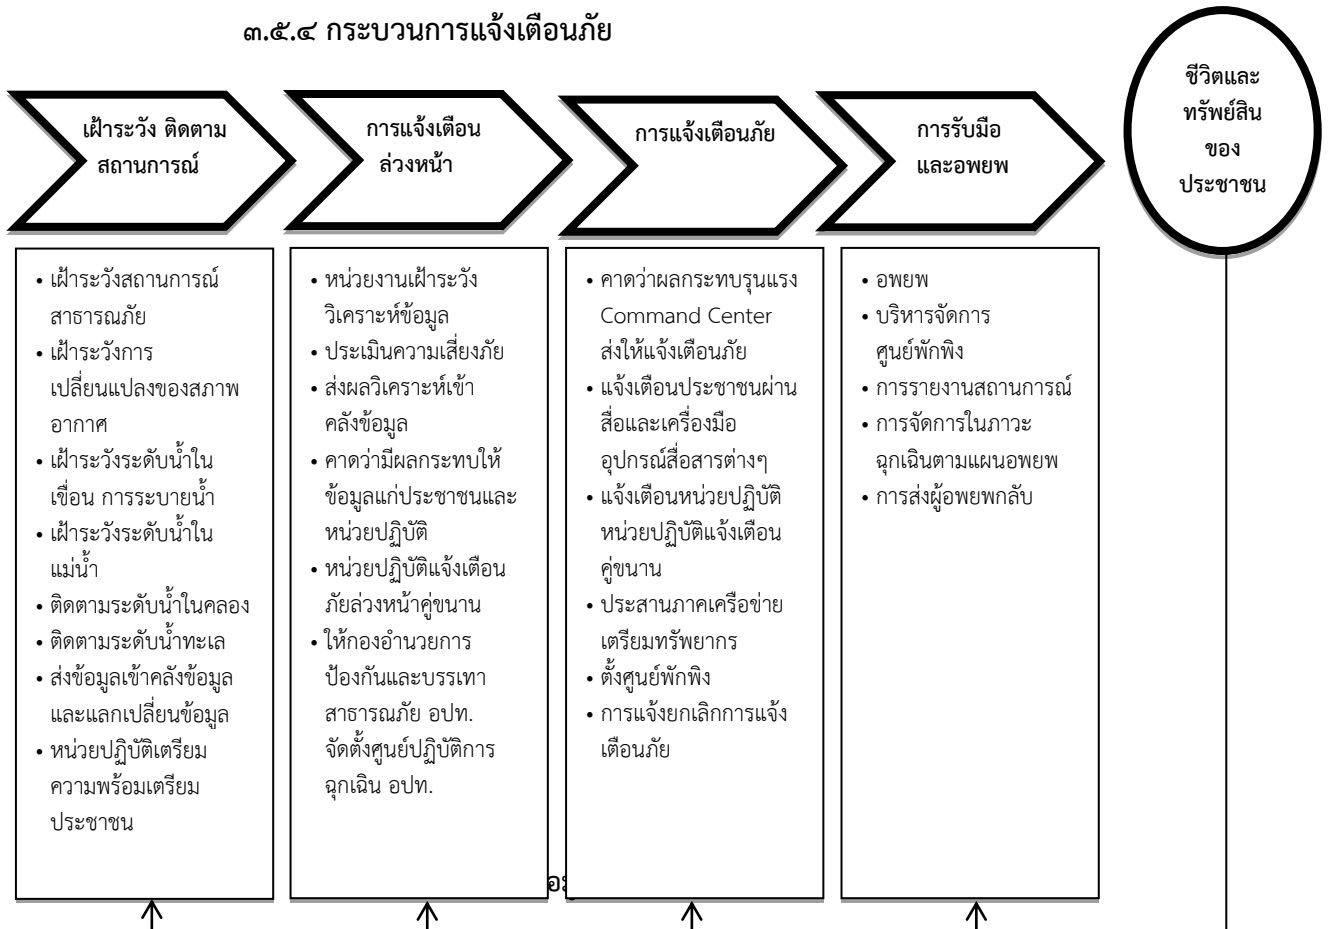 ๓.๕.๔ กระบวนการแจ้งเตือนภัย
เฝ้าระวัง ติดตาม
สถานการณ์
การแจ้งเตือน
ล่วงหน้า
การแจ้งเตือนภัย
การรับมือ
และอพยพ
ชีวิตและ
ทรัพย์สิน
ของ
ประชาชน
• เฝ้าระวังสถานการณ์
สาธารณภัย
• เฝ้าระวังการ
เปลี่ยนแปลงของสภาพ
อากาศ
• เฝ้าระวังระดับน้ำใน
เขื่อน การระบายน้ำ
• เฝ้าระวังระดับน้ำใน
แม่น้ำ
• ติดตามระดับน้ำในคลอง
• ติดตามระดับน้ำทะเล
• ส่งข้อมูลเข้าคลังข้อมูล
และแลกเปลี่ยนข้อมูล
• หน่วยปฏิบัติเตรียม
ความพร้อมเตรียม
ประชาชน
• หน่วยงานเฝ้าระวัง
วิเคราะห์ข้อมูล
• ประเมินความเสี่ยงภัย
• ส่งผลวิเคราะห์เข้า
คลังข้อมูล
• คาดว่ามีผลกระทบให้
ข้อมูลแก่ประชาชนและ
หน่วยปฏิบัติ
• หน่วยปฏิบัติแจ้งเตือน
ภัยล่วงหน้าคู่ขนาน
• ให้กองอำนวยการ
ป้องกันและบรรเทา
สาธารณภัย อปท.
จัดตั้งศูนย์ปฏิบัติการ
ฉุกเฉิน อปท.
• คาดว่าผลกระทบรุนแรง
Command Center
ส่งให้แจ้งเตือนภัย
• แจ้งเตือนประชาชนผ่าน
สื่อและเครื่องมือ
อุปกรณ์สื่อสารต่างๆ
• แจ้งเตือนหน่วยปฏิบัติ
หน่วยปฏิบัติแจ้งเตือน
คู่ขนาน
• ประสานภาคเครือข่าย
เตรียมทรัพยากร
• ตั้งศูนย์พักพิง
• การแจ้งยกเลิกการแจ้ง
เตือนภัย
• อพยพ
• บริหารจัดการ
ศูนย์พักพิง
• การรายงานสถานการณ์
• การจัดการในภาวะ
ฉุกเฉินตามแผนอพยพ
• การส่งผู้อพยพกลับ